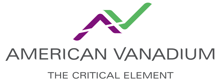 AMERICAN VANADIUM
THE CRITICAL ELEMENT